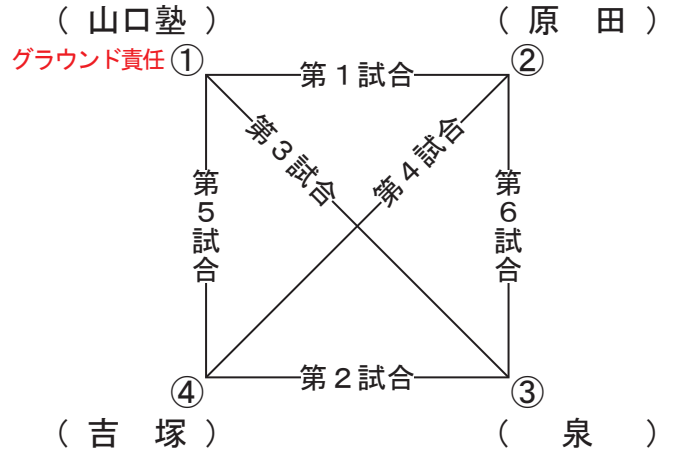 （ 山口塾 ）
（ 原　田 ）
グラウンド責任 ①
②
第１試合
第３試合
第４試合
第５試合
第６試合
第２試合
④
③
（ 吉　塚 ）
（ 　泉　 ）